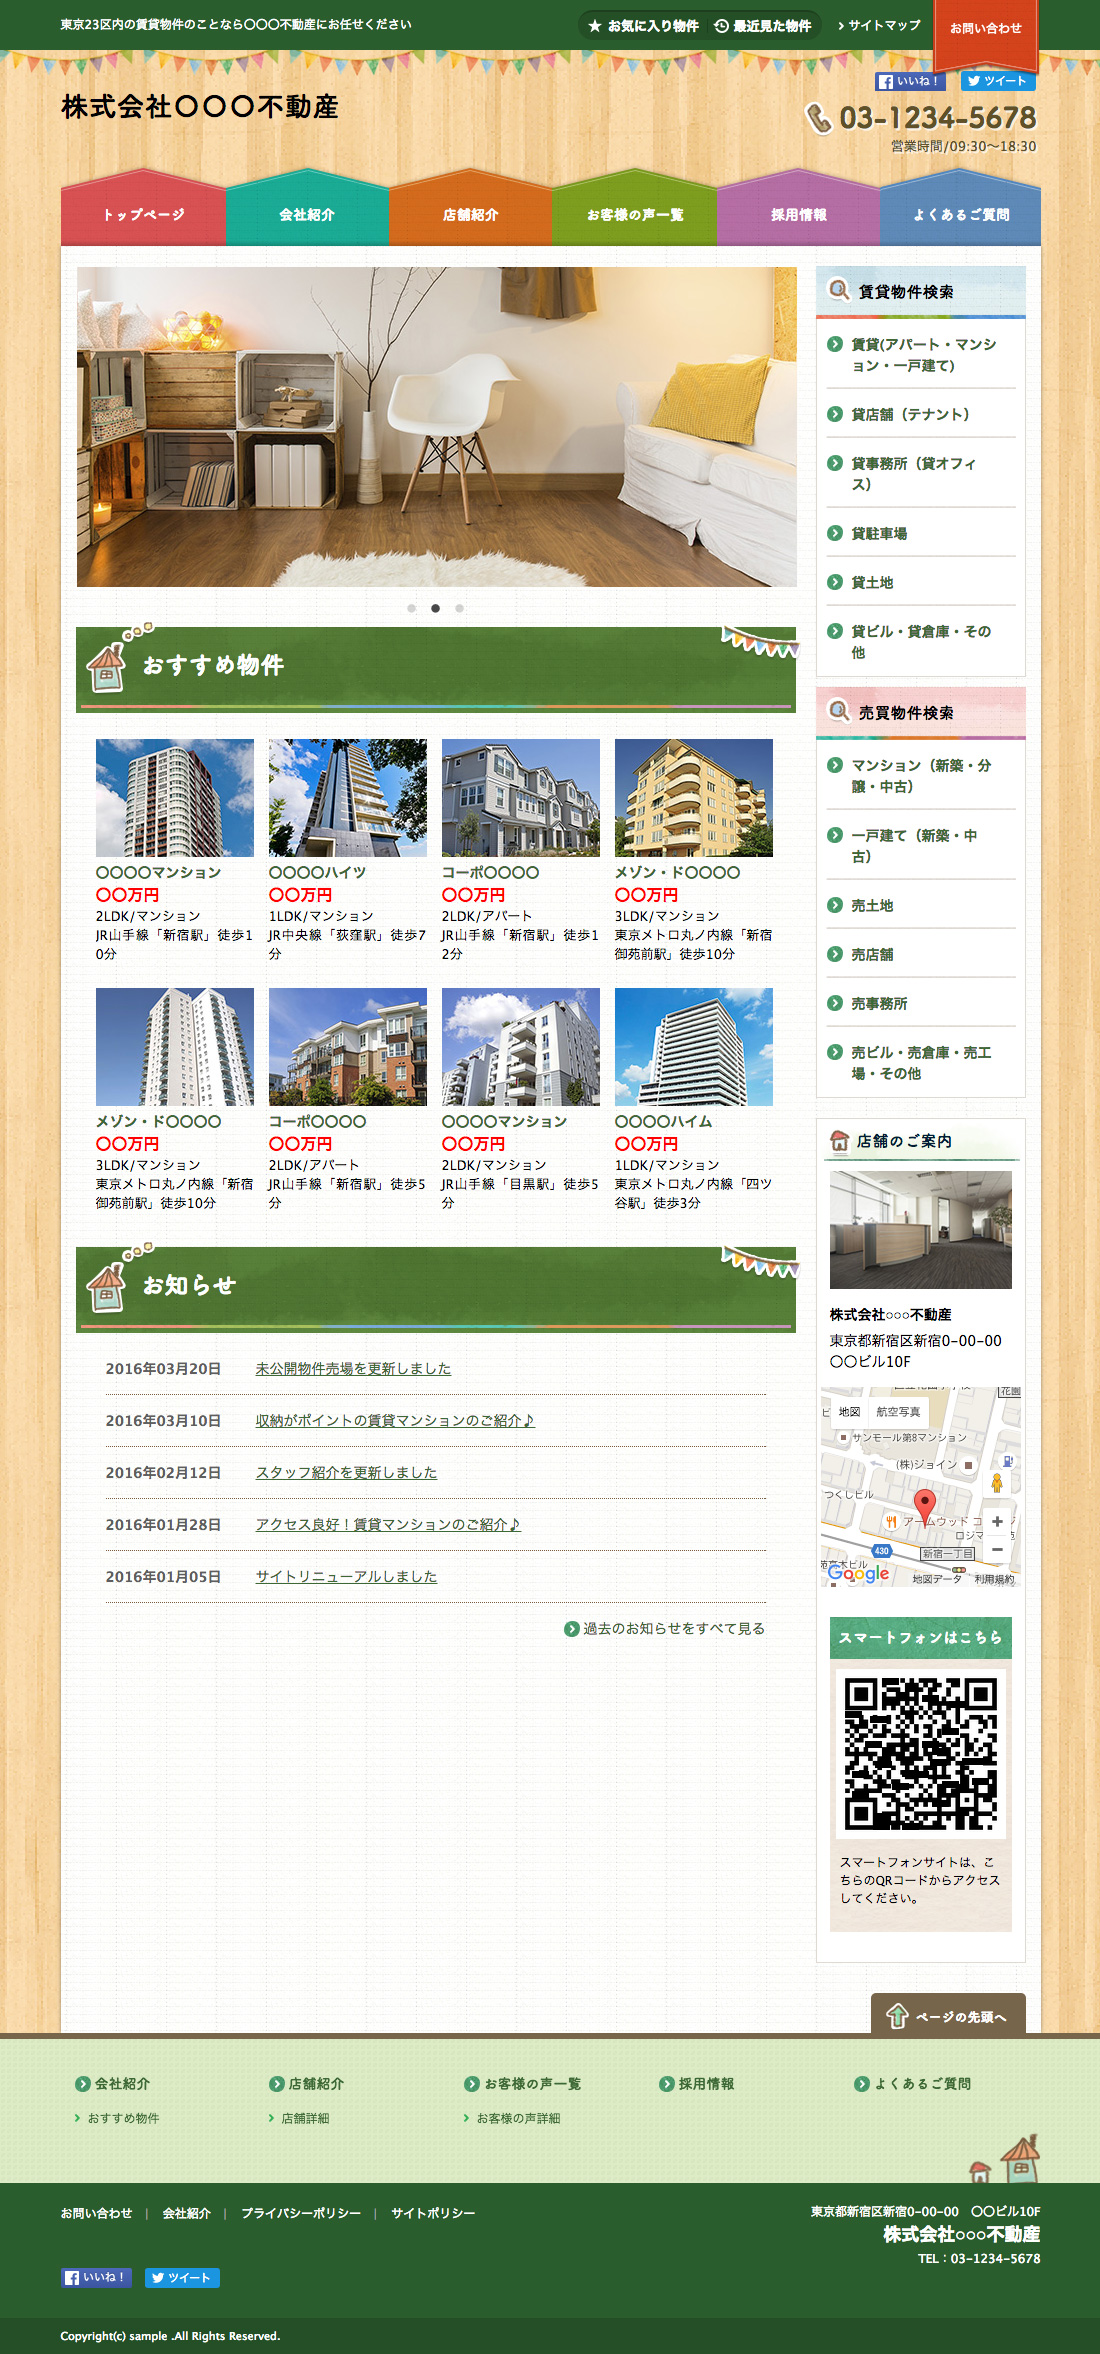 東京23区内の賃貸物件のことなら〇〇〇不動産にお任せください
お気に入り物件
最近見た物件
サイトマップ
お問い合わせ
いいね！
ツイート
株式会社〇〇〇不動産
03-1234-5678
営業時間/09:30〜18:30
トップページ
会社紹介
店舗紹介
お客様の声一覧
採用情報
よくあるご質問
賃貸物件検索
賃貸(アパート・マンシ
ョン・一戸建て)
貸店舗（テナント）
貸事務所（貸オフィ
ス）
貸駐車場
貸土地
貸ビル・貸倉庫・その
他
おすすめ物件
〇〇〇〇マンション
〇〇万円
2LDK/マンション
JR山手線「新宿駅」徒歩1
0分
〇〇〇〇ハイツ
〇〇万円
1LDK/マンション
JR中央線「荻窪駅」徒歩7
分
コーポ〇〇〇〇
〇〇万円
2LDK/アパート
JR山手線「新宿駅」徒歩1
2分
メゾン・ド〇〇〇〇
〇〇万円
3LDK/マンション
東京メトロ丸ノ内線「新宿
御苑前駅」徒歩10分
メゾン・ド〇〇〇〇
〇〇万円
3LDK/マンション
東京メトロ丸ノ内線「新宿
御苑前駅」徒歩10分
コーポ〇〇〇〇
〇〇万円
2LDK/アパート
JR山手線「新宿駅」徒歩5
分
〇〇〇〇マンション
〇〇万円
2LDK/マンション
JR山手線「目黒駅」徒歩5
分
〇〇〇〇ハイム
〇〇万円
1LDK/マンション
東京メトロ丸ノ内線「四ツ
谷駅」徒歩3分
売買物件検索
マンション（新築・分
譲・中古）
一戸建て（新築・中
古）
売土地
売店舗
売事務所
売ビル・売倉庫・売工
場・その他
お知らせ
2016年03月20日 未公開物件売場を更新しました
2016年03月10日 収納がポイントの賃貸マンションのご紹介♪
2016年02月12日 スタッフ紹介を更新しました
2016年01月28日 アクセス良好！賃貸マンションのご紹介♪
2016年01月05日 サイトリニューアルしました
過去のお知らせをすべて見る
店舗のご案内
株式会社○○○不動産
東京都新宿区新宿0-00-00
〇〇ビル10F
花園
地図
航空写真
サンモール第8マンション
(株)ジョイン
つくしビル
アームウッド
ロジマ
430
新宿一丁目
Google
地図データ
利用規約
スマートフォンはこちら
スマートフォンサイトは、こ
ちらのQRコードからアクセス
してください。
ページの先頭へ
会社紹介
おすすめ物件
店舗紹介
店舗詳細
お客様の声一覧
お客様の声詳細
採用情報
よくあるご質問
お問い合わせ | 会社紹介 | プライバシーポリシー | サイトポリシー
いいね！
ツイート
東京都新宿区新宿0-00-00 〇〇ビル10F
株式会社○○○不動産
TEL：03-1234-5678
Copyright(c) sample .All Rights Reserved.